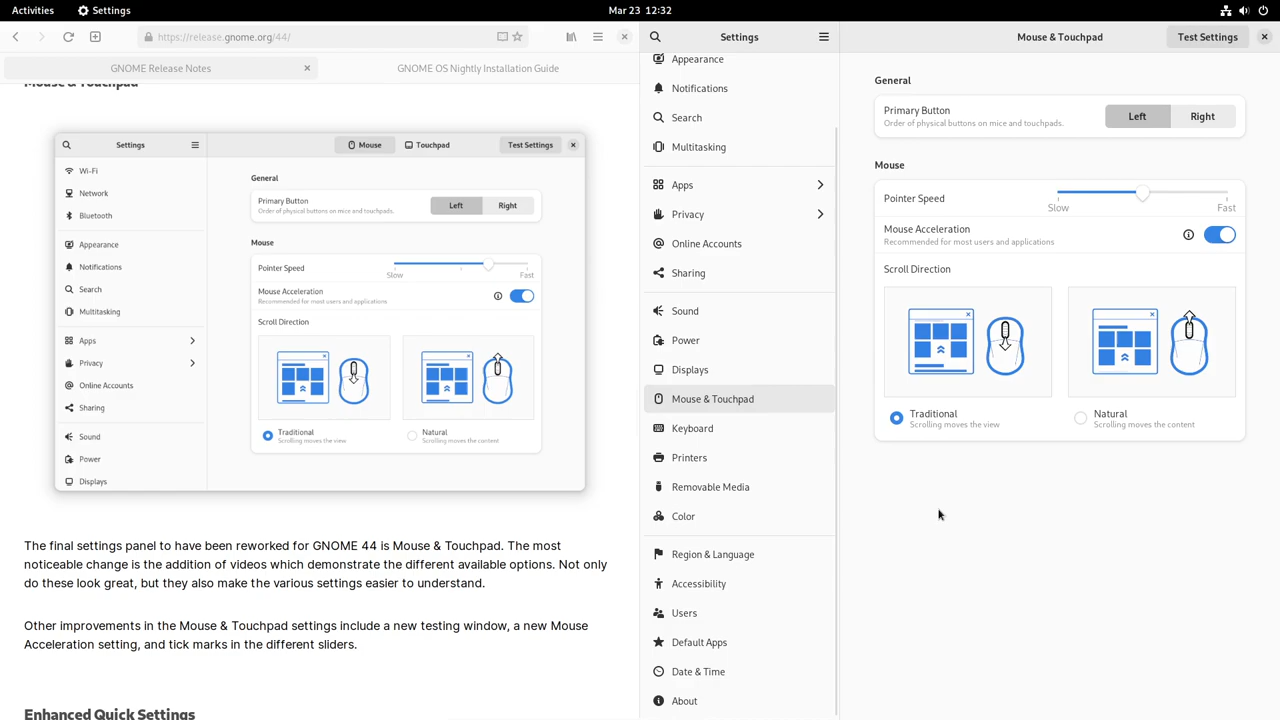 Activities
Settings
Mar 23 12:32
https://release.gnome.org/44/
GNOME Release Notes
GNOME OS Nightly Installation Guide
Mouse & Touchpad
Settings
Mouse
Touchpad
Test Settings
Wi-Fi
Network
Bluetooth
Appearance
Notifications
Search
Multitasking
Apps
Privacy
Online Accounts
Sharing
Sound
Power
Displays
General
Primary Button
Order of physical buttons on mice and touchpads.
Left
Right
Mouse
Pointer Speed
Slow
Fast
Mouse Acceleration
Recommended for most users and applications
Scroll Direction
Traditional
Scrolling moves the view
Natural
Scrolling moves the content
The final settings panel to have been reworked for GNOME 44 is Mouse & Touchpad. The most
noticeable change is the addition of videos which demonstrate the different available options. Not only
do these look great, but they also make the various settings easier to understand.
Other improvements in the Mouse & Touchpad settings include a new testing window, a new Mouse
Acceleration setting, and tick marks in the different sliders.
Enhanced Quick Settings
Settings
Appearance
Notifications
Search
Multitasking
Apps
Privacy
Online Accounts
Sharing
Sound
Power
Displays
Mouse & Touchpad
Keyboard
Printers
Removable Media
Color
Region & Language
Accessibility
Users
Default Apps
Date & Time
About
Mouse & Touchpad
Test Settings
General
Primary Button
Order of physical buttons on mice and touchpads.
Left
Right
Mouse
Pointer Speed
Slow
Fast
Mouse Acceleration
Recommended for most users and applications
Scroll Direction
Traditional
Scrolling moves the view
Natural
Scrolling moves the content